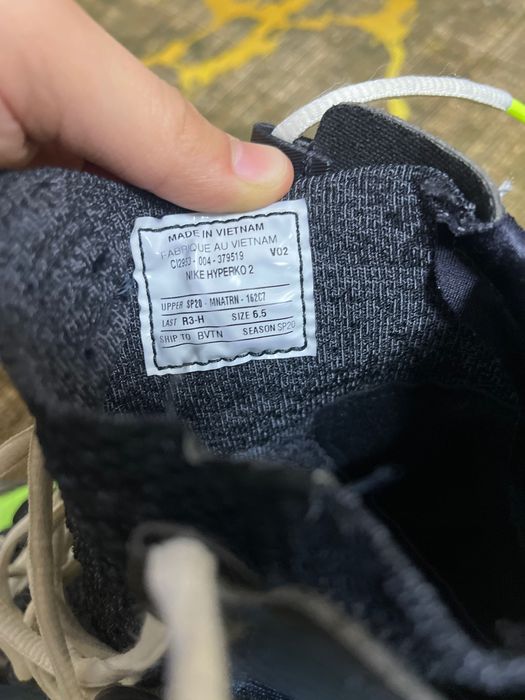 MADE IN VIETNAM
FABRIQUE AU VIETNAM
CI2953 - 004 - 379519 V02
NIKE HYPERKO 2
UPPER SP20 - MNATRN - 162C7
LAST R3-H SIZE 6.5
SHIP TO BVTN SEASON SP20